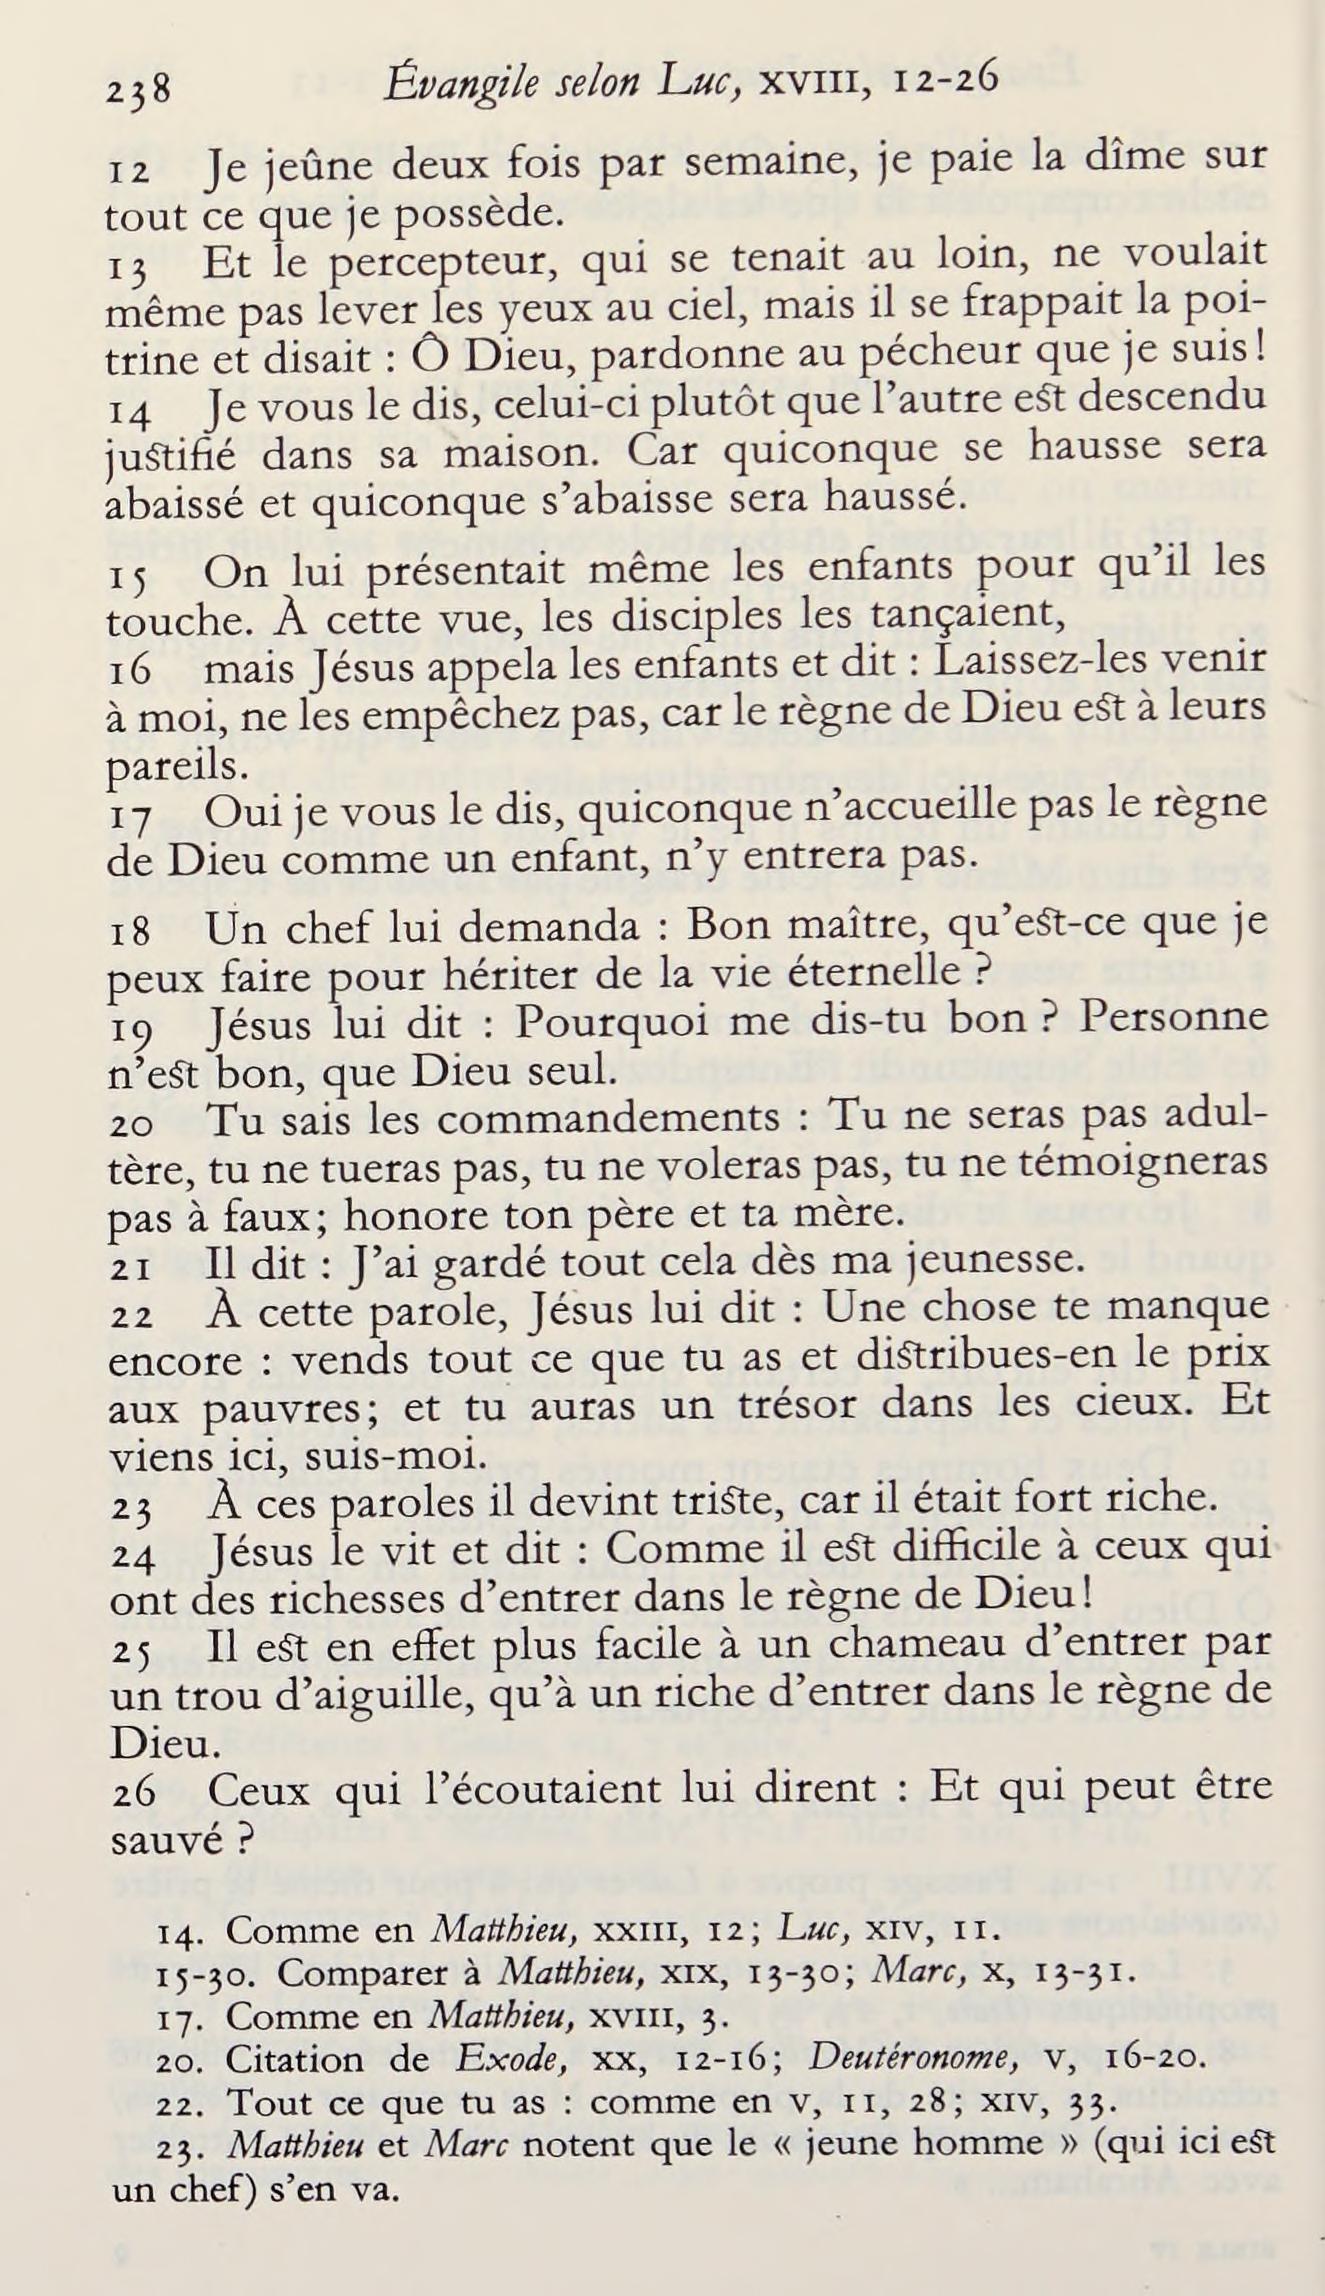 238 Évangile selon Luc, XVIII, 12-26
12 Je jeûne deux fois par semaine, je paie la dîme sur
tout ce que je possède.
13 Et le percepteur, qui se tenait au loin, ne voulait
même pas lever les yeux au ciel, mais il se frappait la poi-
trine et disait : Ô Dieu, pardonne au pécheur que je suis!
14 Je vous le dis, celui-ci plutôt que l’autre est descendu
justifié dans sa maison. Car quiconque se hausse sera
abaissé et quiconque s’abaisse sera haussé.
15 On lui présentait même les enfants pour qu’il les
touche. À cette vue, les disciples les tançaient,
16 mais Jésus appela les enfants et dit : Laissez-les venir
à moi, ne les empêchez pas, car le règne de Dieu est à leurs
pareils.
17 Oui je vous le dis, quiconque n’accueille pas le règne
de Dieu comme un enfant, n’y entrera pas.
18 Un chef lui demanda : Bon maître, qu’est-ce que je
peux faire pour hériter de la vie éternelle ?
19 Jésus lui dit : Pourquoi me dis-tu bon ? Personne
n’est bon, que Dieu seul.
20 Tu sais les commandements : Tu ne seras pas adul-
tère, tu ne tueras pas, tu ne voleras pas, tu ne témoigneras
pas à faux; honore ton père et ta mère.
21 Il dit : J’ai gardé tout cela dès ma jeunesse.
22 À cette parole, Jésus lui dit : Une chose te manque
encore : vends tout ce que tu as et distribues-en le prix
aux pauvres; et tu auras un trésor dans les cieux. Et
viens ici, suis-moi.
23 À ces paroles il devint triste, car il était fort riche.
24 Jésus le vit et dit : Comme il est difficile à ceux qui
ont des richesses d’entrer dans le règne de Dieu!
25 Il est en effet plus facile à un chameau d’entrer par
un trou d’aiguille, qu’à un riche d’entrer dans le règne de
Dieu.
26 Ceux qui l’écoutaient lui dirent : Et qui peut être
sauvé ?
14. Comme en Matthieu, XXIII, 12; Luc, XIV, 11.
15-30. Comparer à Matthieu, XIX, 13-30; Marc, X, 13-31.
17. Comme en Matthieu, XVIII, 3.
20. Citation de Exode, XX, 12-16; Deutéronome, V, 16-20.
22. Tout ce que tu as : comme en V, 11, 28; XIV, 33.
23. Matthieu et Marc notent que le « jeune homme » (qui ici est
un chef) s’en va.